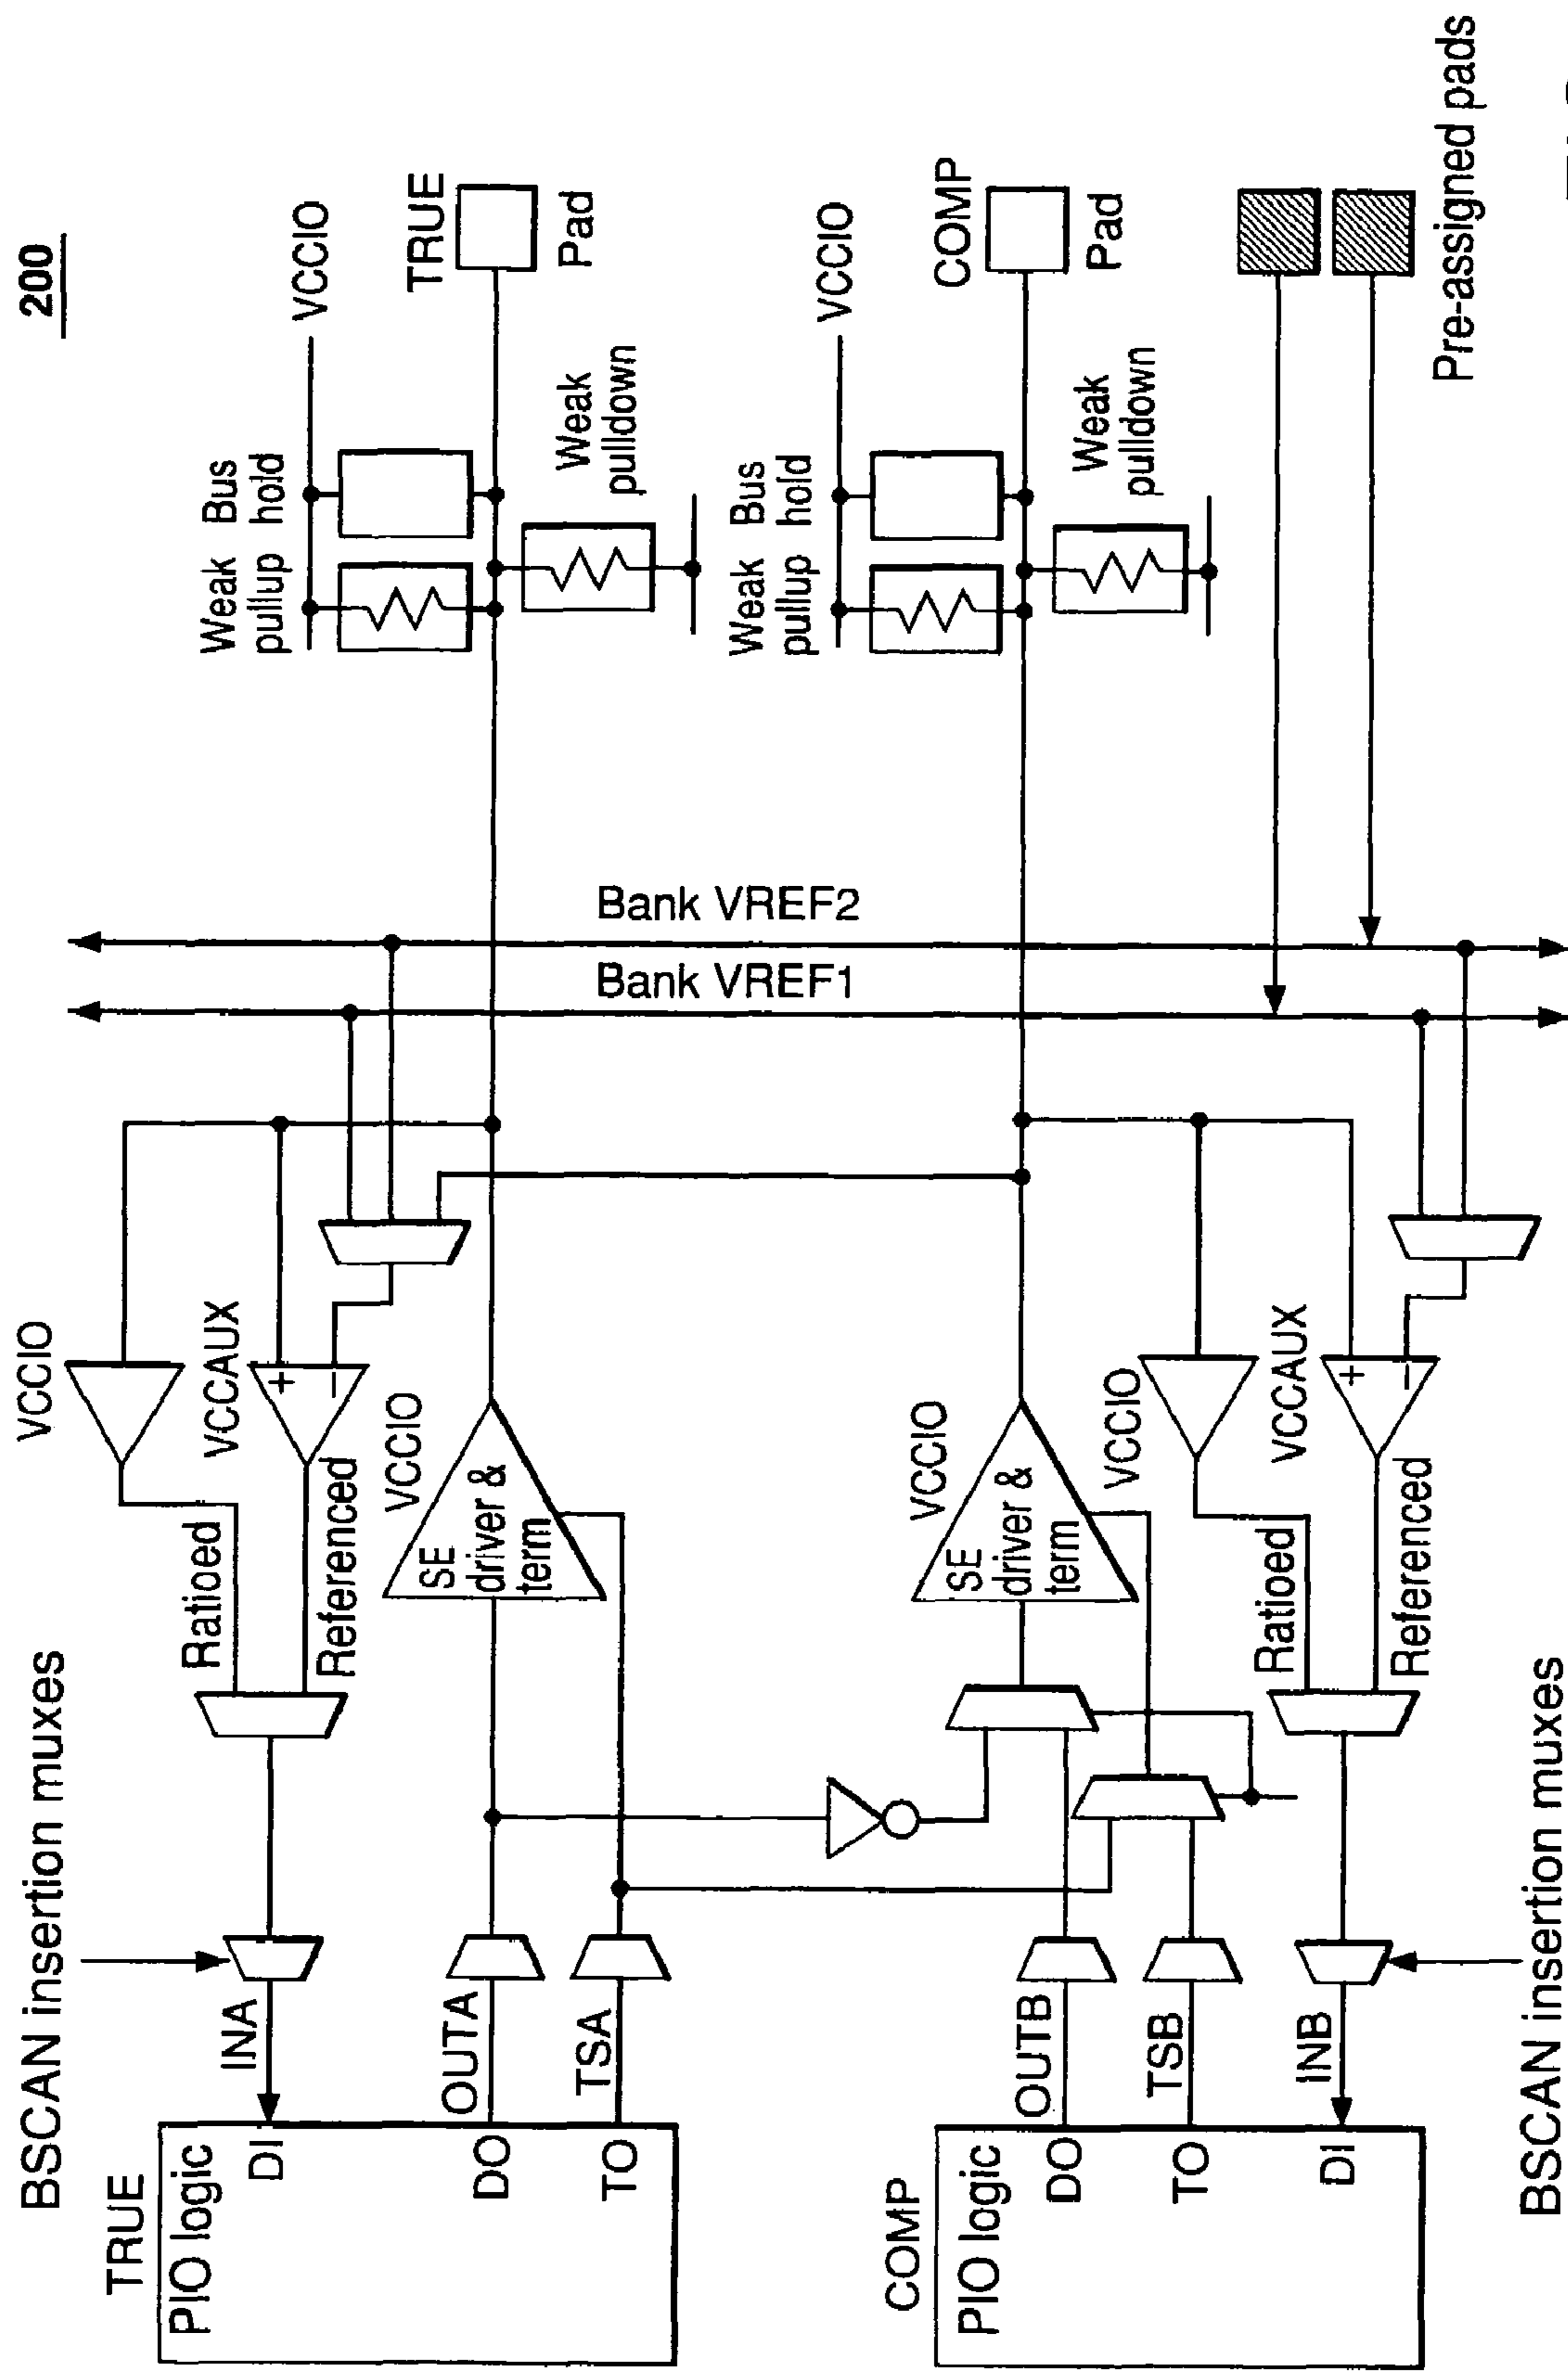 200
BSCAN insertion muxes
TRUE
PIO logic
DI
DO
TO
INA
OUTA
TSA
Ratioed
Referenced
VCCIO
VCCAUX
+
−
VCCIO
SE
driver &
term
Bank VREF1
Bank VREF2
Weak
pullup
Bus
hold
VCCIO
Weak
pulldown
TRUE
Pad
COMP
PIO logic
DO
TO
DI
OUTB
TSB
INB
VCCIO
SE
driver &
term
VCCIO
VCCAUX
+
−
Ratioed
Referenced
Weak
pullup
Bus
hold
VCCIO
Weak
pulldown
COMP
Pad
Pre-assigned pads
BSCAN insertion muxes